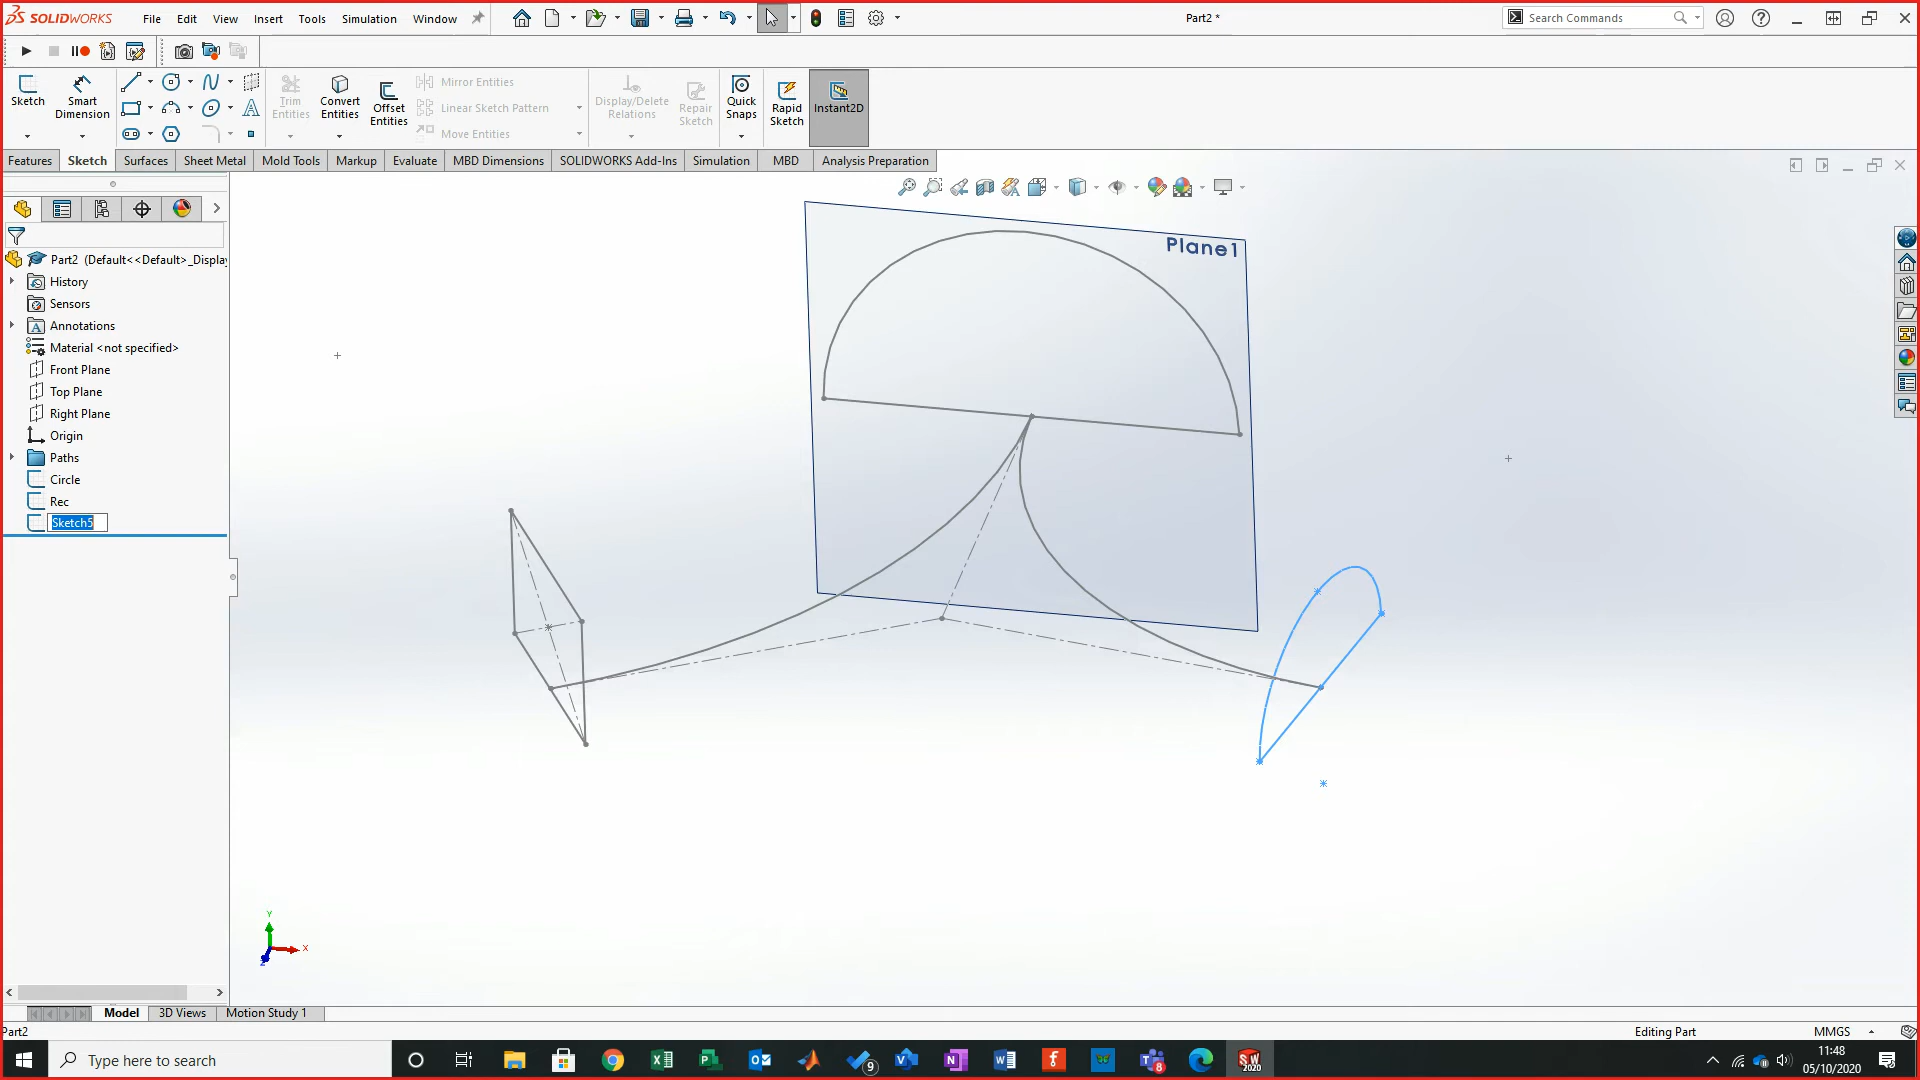 SOLIDWORKS File Edit View Insert Tools Simulation Window Part2 * Search Commands
Sketch Smart Dimension Trim Entities Convert Entities Offset Entities Mirror Entities Linear Sketch Pattern Move Entities Display/Delete Relations Repair Sketch Quick Snaps Rapid Sketch Instant2D
Features Sketch Surfaces Sheet Metal Mold Tools Markup Evaluate MBD Dimensions SOLIDWORKS Add-Ins Simulation MBD Analysis Preparation
Part2 (Default<<Default>_Display
History
Sensors
Annotations
Material <not specified>
Front Plane
Top Plane
Right Plane
Origin
Paths
Circle
Rec
Sketch5
Plane1
Y
X
Z
Model 3D Views Motion Study 1
Part2 Editing Part MMGS
Type here to search 9 8 SW 2020 11:48
05/10/2020